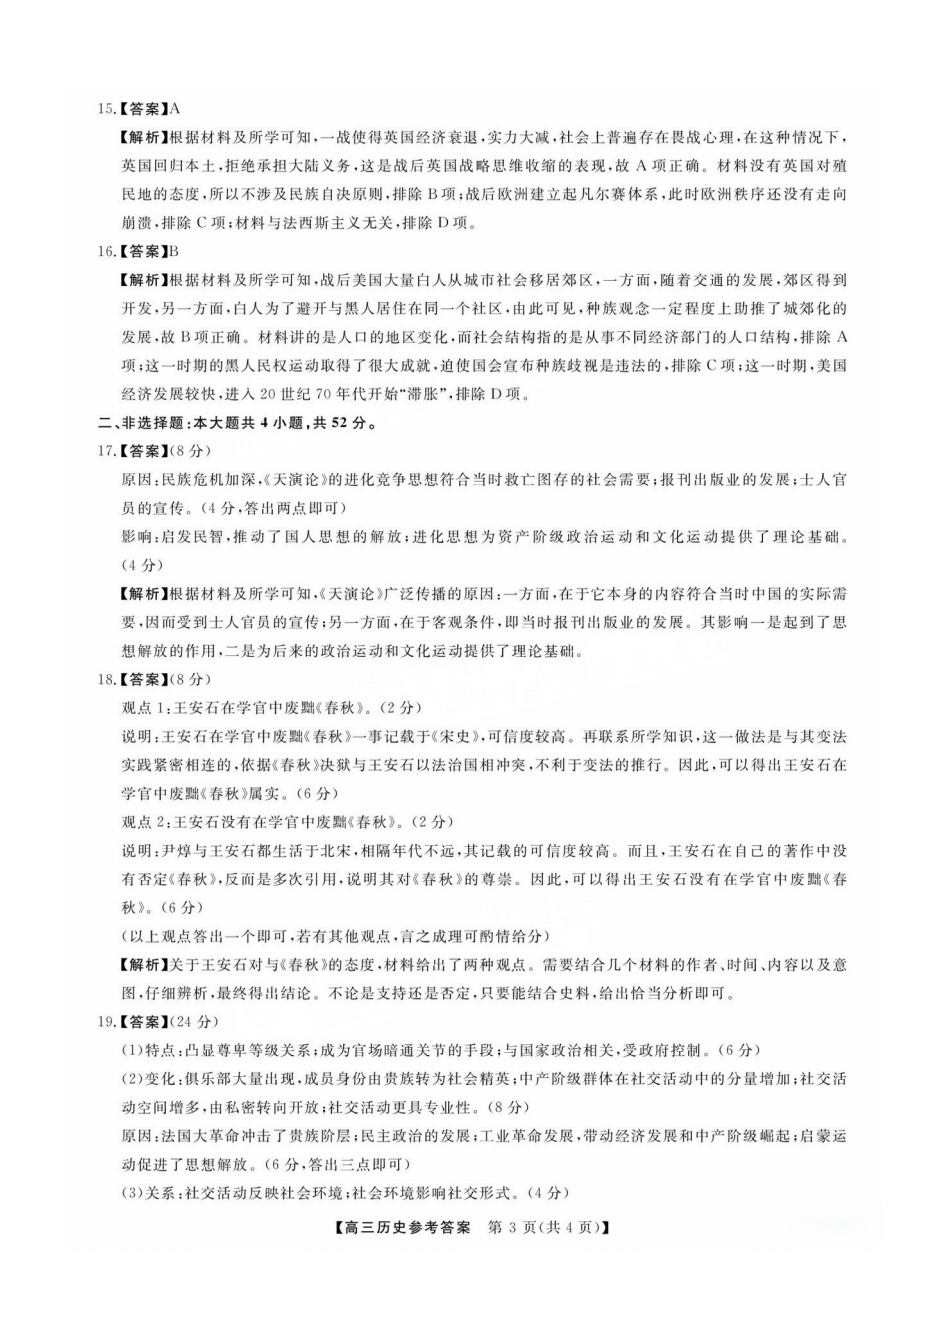 15.【答案】A
【解析】根据材料及所学可知,一战使得英国经济衰退,实力大减,社会上普遍存在畏战心理,在这种情况下,
英国回归本土,拒绝承担大陆义务,这是战后英国战略思维收缩的表现,故 A 项正确。材料没有英国对殖
民地的态度,所以不涉及民族自决原则,排除 B 项;战后欧洲建立起凡尔赛体系,此时欧洲秩序还没有走向
崩溃,排除 C 项;材料与法西斯主义无关,排除 D 项。
16.【答案】B
【解析】根据材料及所学可知,战后美国大量白人从城市社会移居郊区,一方面,随着交通的发展,郊区得到
开发,另一方面,白人为了避开与黑人居住在同一个社区,由此可见,种族观念一定程度上助推了城郊化的
发展,故 B 项正确。材料讲的是人口的地区变化,而社会结构指的是从事不同经济部门的人口结构,排除 A
项;这一时期的黑人民权运动取得了很大成就,迫使国会宣布种族歧视是违法的,排除 C 项;这一时期,美国
经济发展较快,进入 20 世纪 70 年代开始“滞胀”,排除 D 项。
二、非选择题:本大题共 4 小题,共 52 分。
17.【答案】(8 分)
原因:民族危机加深,《天演论》的进化竞争思想符合当时救亡图存的社会需要;报刊出版业的发展;士人官
员的宣传。(4 分,答出两点即可)
影响:启发民智,推动了国人思想的解放;进化思想为资产阶级政治运动和文化运动提供了理论基础。
(4 分)
【解析】根据材料及所学可知,《天演论》广泛传播的原因:一方面,在于它本身的内容符合当时中国的实际需
要,因而受到士人官员的宣传;另一方面,在于客观条件,即当时报刊出版业的发展。其影响一是起到了思
想解放的作用,二是为后来的政治运动和文化运动提供了理论基础。
18.【答案】(8 分)
观点 1:王安石在学官中废黜《春秋》。(2 分)
说明:王安石在学官中废黜《春秋》一事记载于《宋史》,可信度较高。再联系所学知识,这一做法是与其变法
实践紧密相连的,依据《春秋》决狱与王安石以法治国相冲突,不利于变法的推行。因此,可以得出王安石在
学官中废黜《春秋》属实。(6 分)
观点 2:王安石没有在学官中废黜《春秋》。(2 分)
说明:尹焞与王安石都生活于北宋,相隔年代不远,其记载的可信度较高。而且,王安石在自己的著作中没
有否定《春秋》,反而是多次引用,说明其对《春秋》的尊崇。因此,可以得出王安石没有在学官中废黜《春
秋》。(6 分)
(以上观点答出一个即可,若有其他观点,言之成理可酌情给分)
【解析】关于王安石对与《春秋》的态度,材料给出了两种观点。需要结合几个材料的作者、时间、内容以及意
图,仔细辨析,最终得出结论。不论是支持还是否定,只要能结合史料,给出恰当分析即可。
19.【答案】(24 分)
(1)特点:凸显尊卑等级关系;成为官场暗通关节的手段;与国家政治相关,受政府控制。(6 分)
(2)变化:俱乐部大量出现,成员身份由贵族转为社会精英;中产阶级群体在社交活动中的分量增加;社交活
动空间增多,由私密转向开放;社交活动更具专业性。(8 分)
原因:法国大革命冲击了贵族阶层;民主政治的发展;工业革命发展,带动经济发展和中产阶级崛起;启蒙运
动促进了思想解放。(6 分,答出三点即可)
(3)关系:社交活动反映社会环境;社会环境影响社交形式。(4 分)
【高三历史参考答案 第 3 页(共 4 页)】